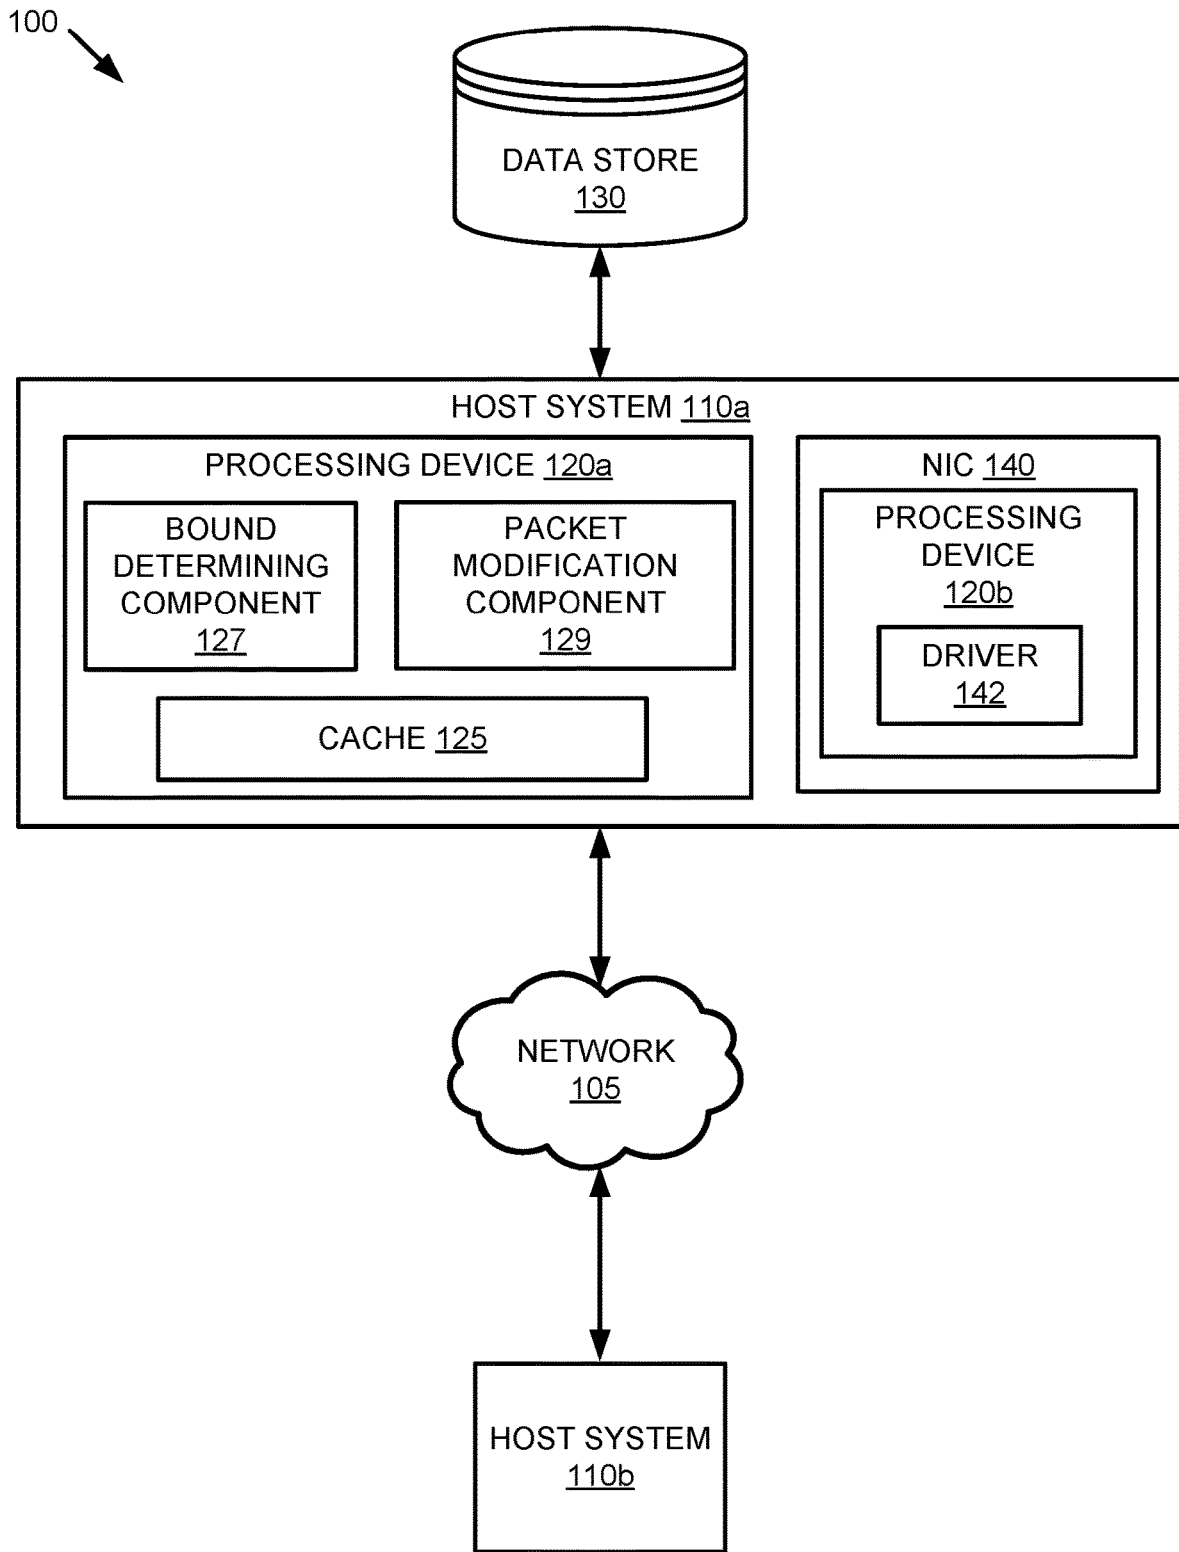 100
DATA STORE
130
HOST SYSTEM 110a
PROCESSING DEVICE 120a
BOUND
DETERMINING
COMPONENT
127
PACKET
MODIFICATION
COMPONENT
129
CACHE 125
NIC 140
PROCESSING
DEVICE
120b
DRIVER
142
NETWORK
105
HOST SYSTEM
110b